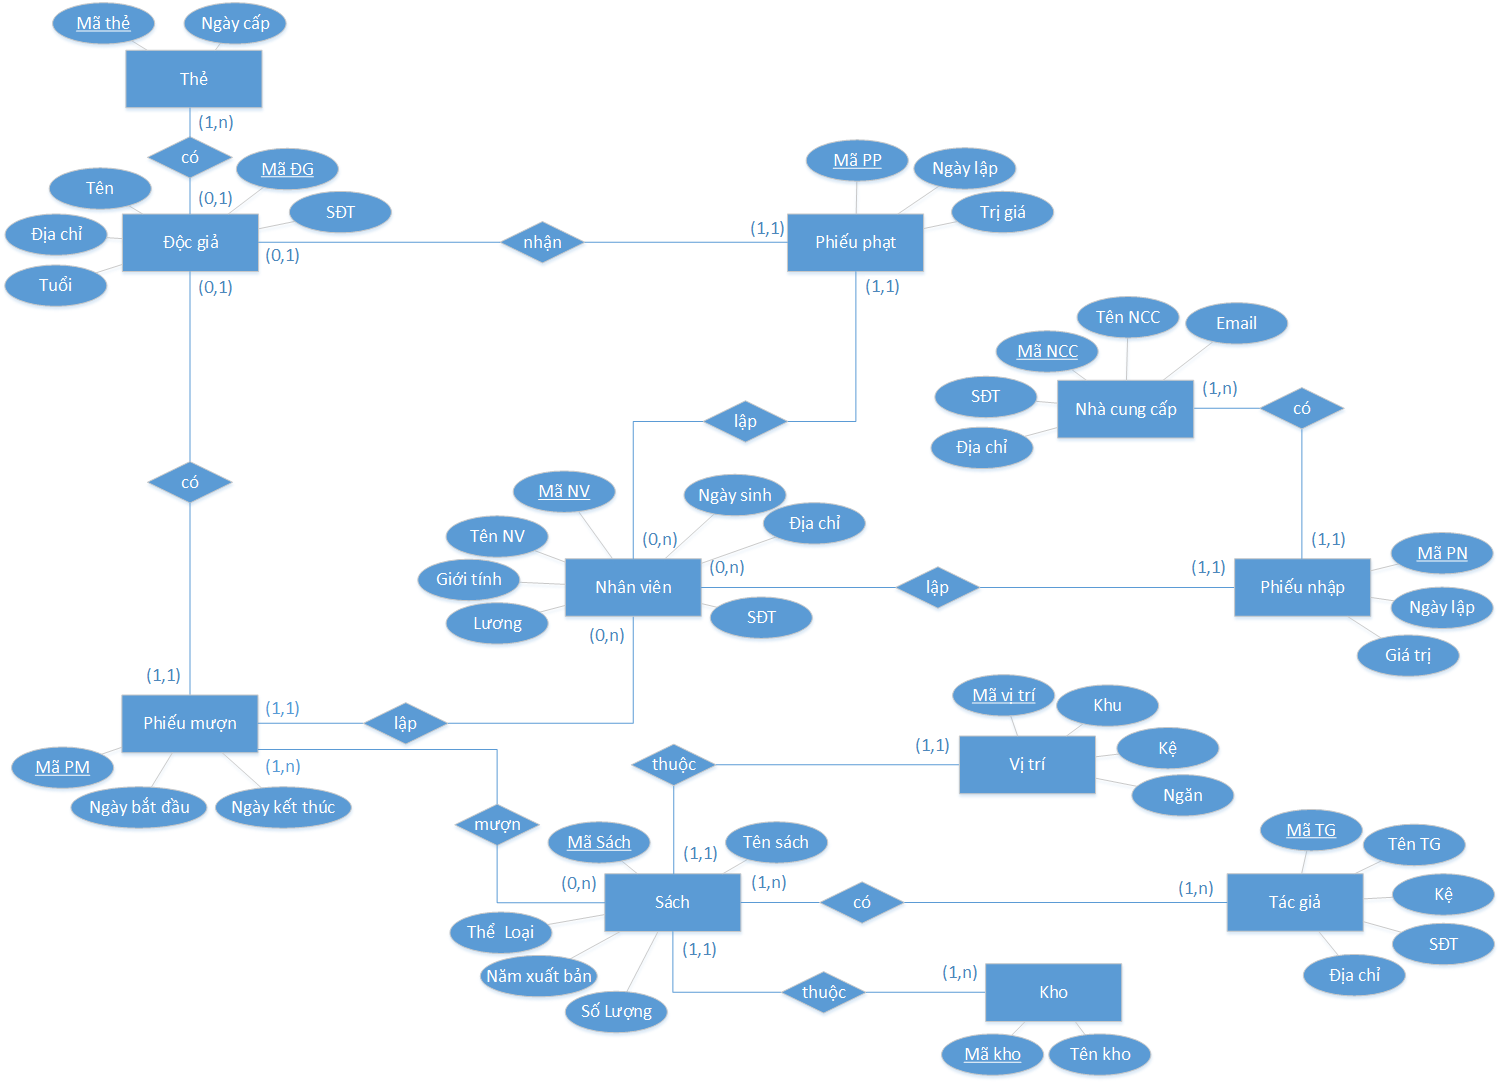 Mã thẻ
Ngày cấp
Thẻ
(1,n)
có
Mã ĐG
Tên
(0,1)
SĐT
Địa chỉ
Độc giả
(0,1)
Tuổi
(0,1)
nhận
Mã PP
Ngày lập
Trị giá
(1,1)
Phiếu phạt
(1,1)
Tên NCC
Email
Mã NCC
SĐT
Nhà cung cấp
(1,n)
có
Địa chỉ
lập
có
Mã NV
Ngày sinh
Địa chỉ
Tên NV
(0,n)
(0,n)
Giới tính
Nhân viên
lập
(1,1)
(1,1)
Phiếu nhập
Mã PN
Ngày lập
Giá trị
Lương
(0,n)
SĐT
(1,1)
Phiếu mượn
(1,1)
lập
Mã PM
(1,n)
Ngày bắt đầu
Ngày kết thúc
Mã vị trí
Khu
Kệ
Ngăn
thuộc
(1,1)
Vị trí
mượn
Mã Sách
Tên sách
(1,1)
(0,n)
Sách
(1,n)
có
(1,n)
Tác giả
Mã TG
Tên TG
Kệ
SĐT
Địa chỉ
Thể  Loại
Năm xuất bản
Số Lượng
(1,1)
thuộc
(1,n)
Kho
Mã kho
Tên kho